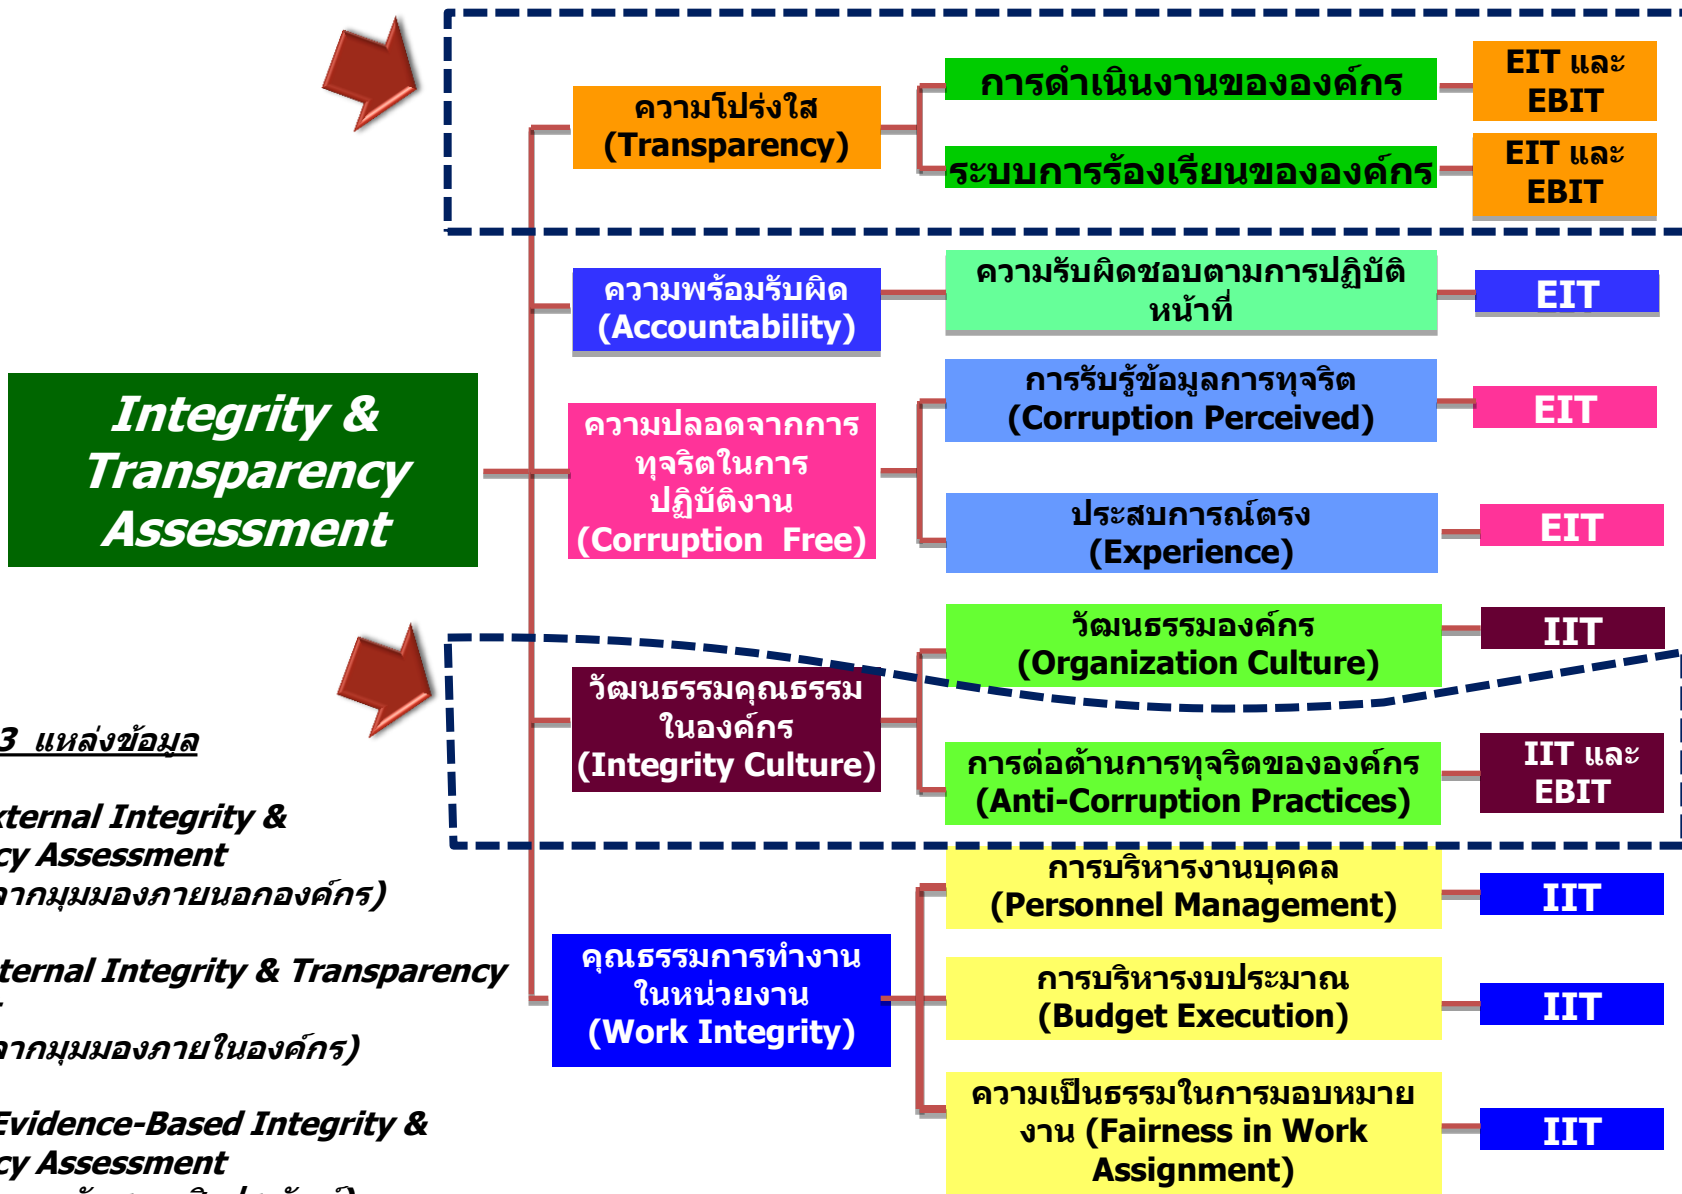 ความโปร่งใส
(Transparency)
การดำเนินงานขององค์กร
EIT และ
EBIT
ระบบการร้องเรียนขององค์กร
EIT และ
EBIT
ความพร้อมรับผิด
(Accountability)
ความรับผิดชอบตามการปฏิบัติ
หน้าที่
EIT
Integrity &
Transparency
Assessment
ความปลอดจากการ
ทุจริตในการ
ปฏิบัติงาน
(Corruption Free)
การรับรู้ข้อมูลการทุจริต
(Corruption Perceived)
EIT
ประสบการณ์ตรง
(Experience)
EIT
วัฒนธรรมคุณธรรม
ในองค์กร
(Integrity Culture)
วัฒนธรรมองค์กร
(Organization Culture)
IIT
การต่อต้านการทุจริตขององค์กร
(Anti-Corruption Practices)
IIT และ
EBIT
คุณธรรมการทำงาน
ในหน่วยงาน
(Work Integrity)
การบริหารงานบุคคล
(Personnel Management)
IIT
การบริหารงบประมาณ
(Budget Execution)
IIT
ความเป็นธรรมในการมอบหมาย
งาน (Fairness in Work
Assignment)
IIT
3 แหล่งข้อมูล
xternal Integrity &
cy Assessment
จากมุมมองภายนอกองค์กร)
ternal Integrity & Transparency
จากมุมมองภายในองค์กร)
Evidence-Based Integrity &
cy Assessment